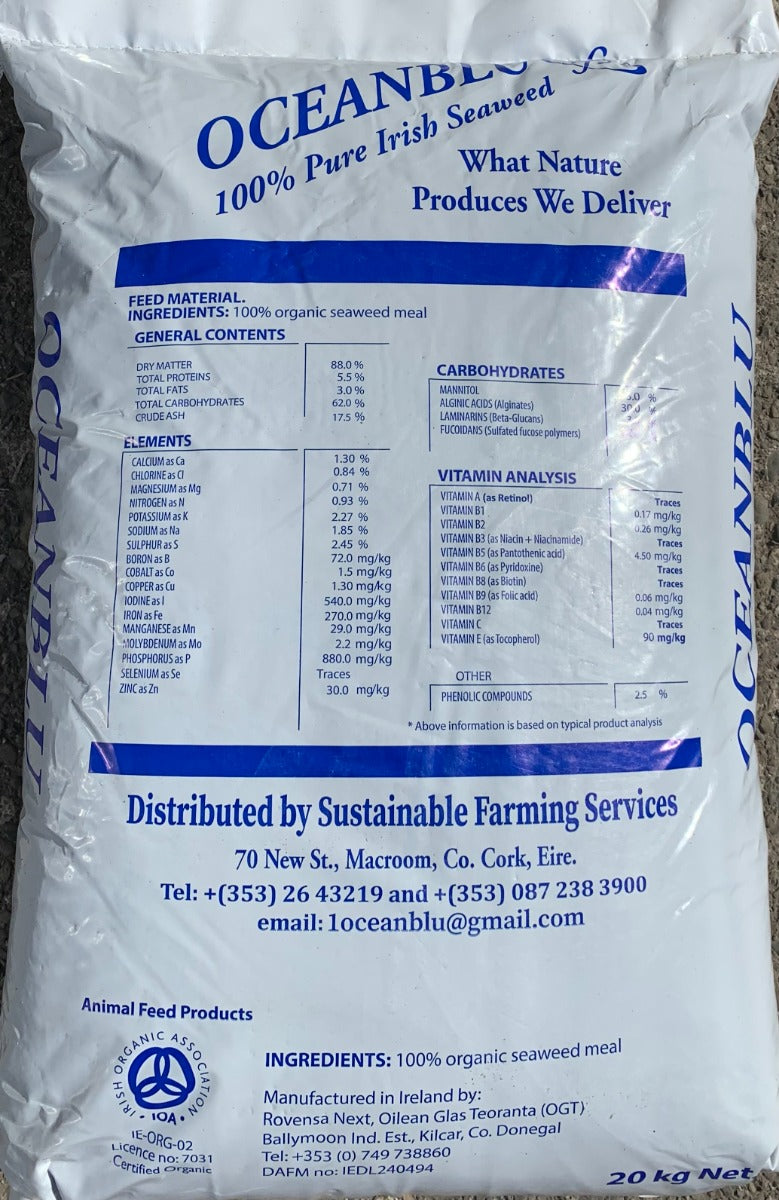 OCEANBLU
100% Pure Irish Seaweed
What Nature
Produces We Deliver
FEED MATERIAL.
INGREDIENTS: 100% organic seaweed meal
GENERAL CONTENTS
DRY MATTER 88.0 %
TOTAL PROTEINS 5.5 %
TOTAL FATS 3.0 %
TOTAL CARBOHYDRATES 62.0 %
CRUDE ASH 17.5 %
ELEMENTS
CALCIUM as Ca 1.30 %
CHLORINE as Cl 0.84 %
MAGNESIUM as Mg 0.71 %
NITROGEN as N 0.93 %
POTASSIUM as K 2.27 %
SODIUM as Na 1.85 %
SULPHUR as S 2.45 %
BORON as B 72.0 mg/kg
COBALT as Co 1.5 mg/kg
COPPER as Cu 1.30 mg/kg
IODINE as I 540.0 mg/kg
IRON as Fe 270.0 mg/kg
MANGANESE as Mn 29.0 mg/kg
MOLYBDENUM as Mo 2.2 mg/kg
PHOSPHORUS as P 880.0 mg/kg
SELENIUM as Se Traces
ZINC as Zn 30.0 mg/kg
CARBOHYDRATES
MANNITOL %
ALGINIC ACIDS (Alginates) 30.0 %
LAMINARINS (Beta-Glucans)
FUCOIDANS (Sulfated fucose polymers)
VITAMIN ANALYSIS
VITAMIN A (as Retinol) Traces
VITAMIN B1 0.17 mg/kg
VITAMIN B2 0.26 mg/kg
VITAMIN B3 (as Niacin + Niacinamide) Traces
VITAMIN B5 (as Pantothenic acid) 4.50 mg/kg
VITAMIN B6 (as Pyridoxine) Traces
VITAMIN B8 (as Biotin) Traces
VITAMIN B9 (as Folic acid) 0.06 mg/kg
VITAMIN B12 0.04 mg/kg
VITAMIN C Traces
VITAMIN E (as Tocopherol) 90 mg/kg
OTHER
PHENOLIC COMPOUNDS 2.5 %
* Above information is based on typical product analysis
OCEANBLU
OCEANBLU
Distributed by Sustainable Farming Services
70 New St., Macroom, Co. Cork, Eire.
Tel: +(353) 26 43219 and +(353) 087 238 3900
email: 1oceanblu@gmail.com
Animal Feed Products
IRISH ORGANIC ASSOCIATION
• IOA •
IE-ORG-02
Licence no: 7031
Certified Organic
INGREDIENTS: 100% organic seaweed meal
Manufactured in Ireland by:
Rovensa Next, Oilean Glas Teoranta (OGT)
Ballymoon Ind. Est., Kilcar, Co. Donegal
Tel: +353 (0) 749 738860
DAFM no: IEDL240494
20 kg Net